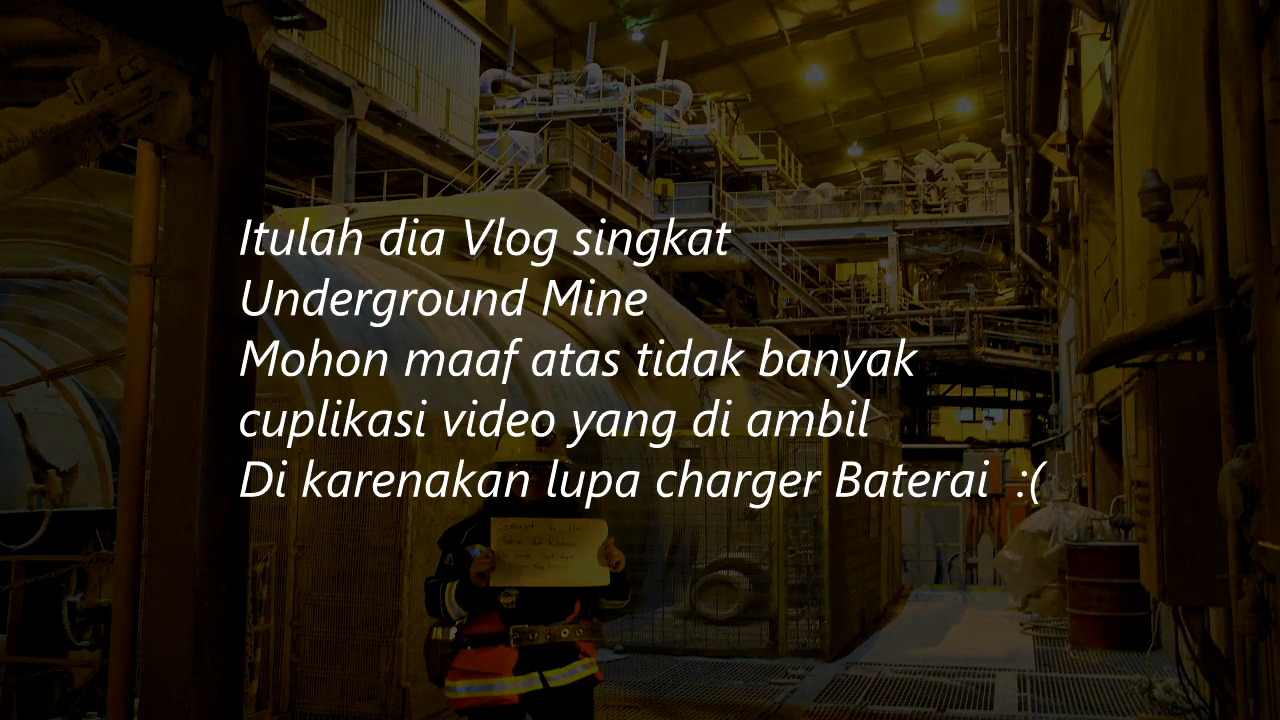 Itulah dia Vlog singkat
Underground Mine
Mohon maaf atas tidak banyak
cuplikasi video yang di ambil
Di karenakan lupa charger Baterai :(